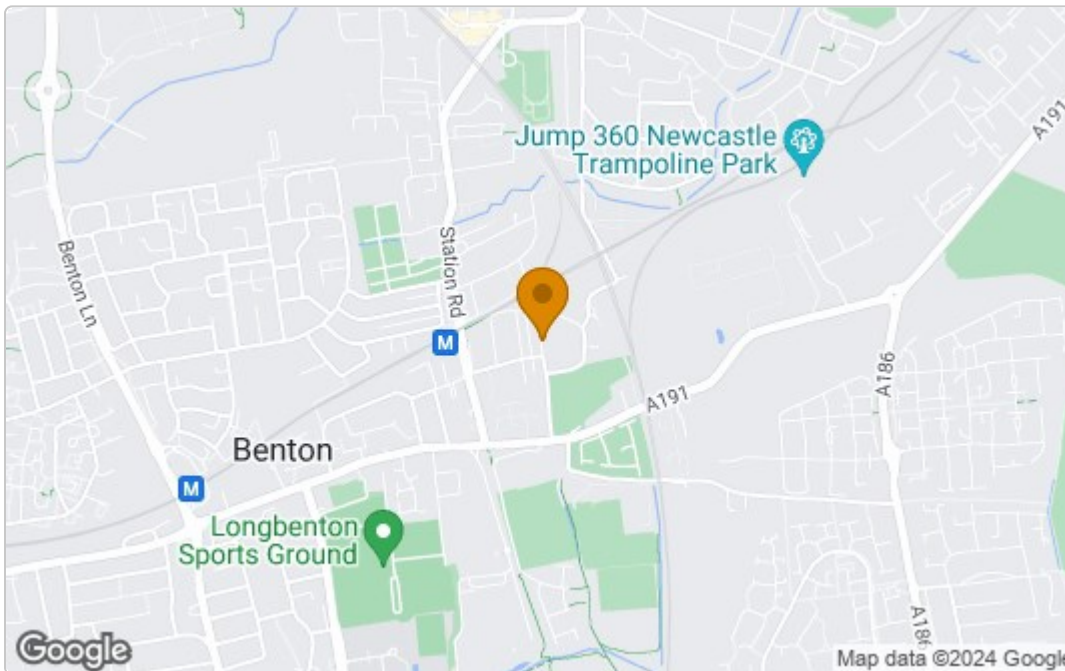 Jump 360 Newcastle
Trampoline Park
A191
Benton Ln
Station Rd
M
A191
A186
Benton
M
Longbenton
Sports Ground
A186
Google
Map data ©2024 Google